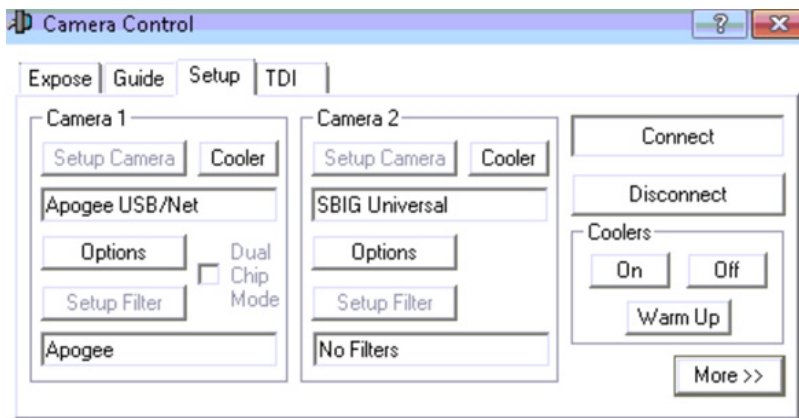 Camera Control
Expose Guide Setup TDI
Camera 1
Setup Camera Cooler
Apogee USB/Net
Options
Dual Chip Mode
Setup Filter
Apogee
Camera 2
Setup Camera Cooler
SBIG Universal
Options
Setup Filter
No Filters
Connect
Disconnect
Coolers
On Off
Warm Up
More >>